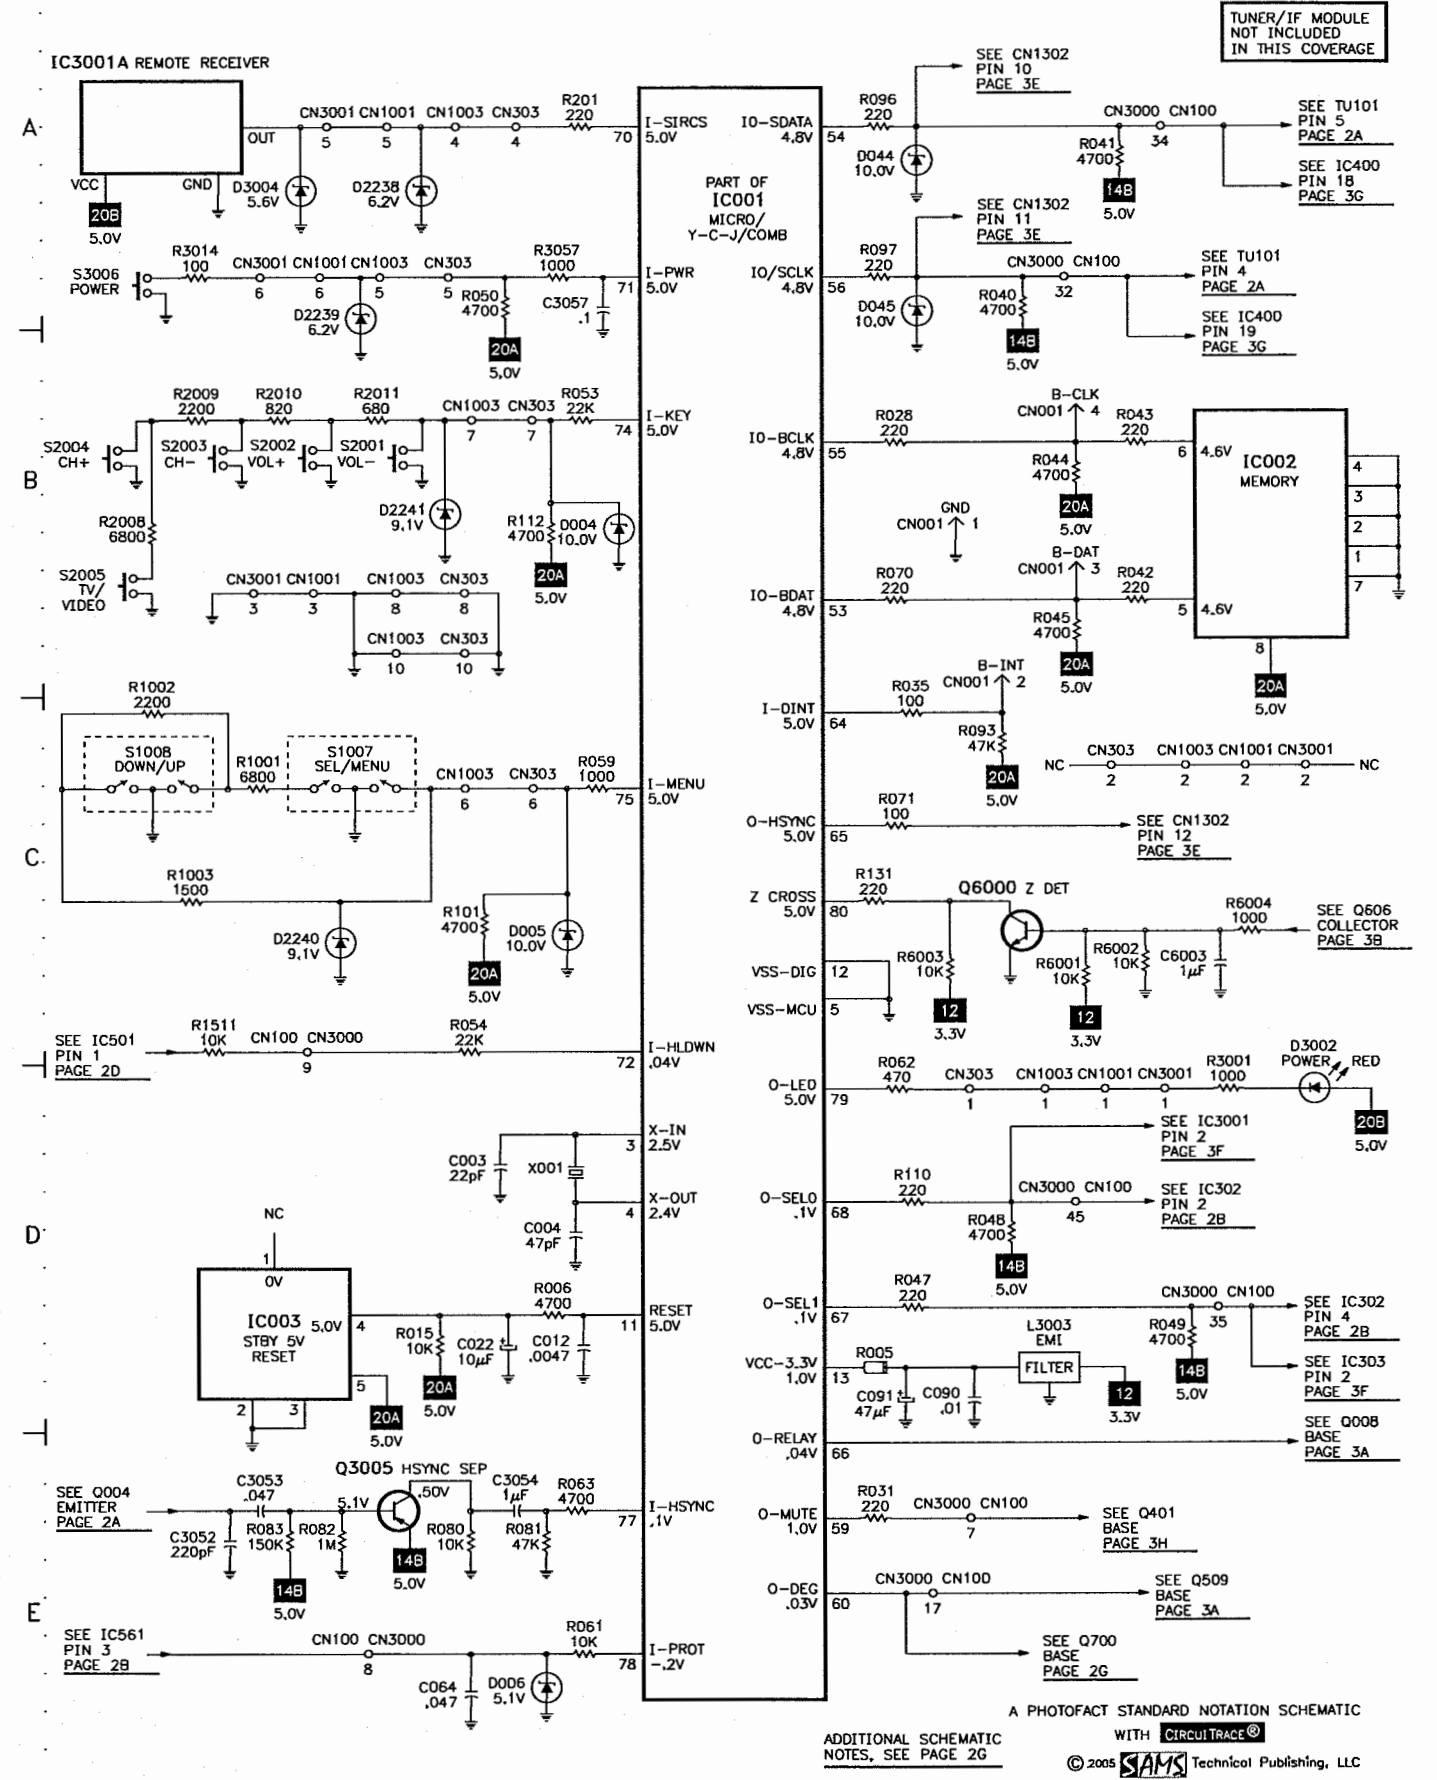 TUNER/IF MODULE
NOT INCLUDED
IN THIS COVERAGE
IC3001A REMOTE RECEIVER
SEE CN1302
PIN 10
PAGE 3E
A
OUT
VCC
GND
20B
5.0V
CN3001 CN1001 CN1003 CN303
5 5 4 4
R201
220
D3004
5.6V
D2238
6.2V
70
I-SIRCS
5.0V
PART OF
IC001
MICRO/
Y-C-J/COMB
IO-SDATA
4.8V
54
R096
220
D044
10.0V
CN3000 CN100
34
R041
4700
14B
5.0V
SEE TU101
PIN 5
PAGE 2A
SEE IC400
PIN 18
PAGE 3G
S3006
POWER
R3014
100
CN3001 CN1001 CN1003 CN303
6 6 5 5
D2239
6.2V
R050
4700
20A
5.0V
R3057
1000
C3057
.1
71
I-PWR
5.0V
IO/SCLK
4.8V
56
SEE CN1302
PIN 11
PAGE 3E
R097
220
D045
10.0V
CN3000 CN100
32
R040
4700
14B
5.0V
SEE TU101
PIN 4
PAGE 2A
SEE IC400
PIN 19
PAGE 3G
B
R2009
2200
R2010
820
R2011
680
CN1003 CN303
7 7
R053
22K
74
I-KEY
5.0V
S2004
CH+
S2003
CH-
S2002
VOL+
S2001
VOL-
R2008
6800
S2005
TV/
VIDEO
D2241
9.1V
R112
4700
D004
10.0V
20A
5.0V
CN3001 CN1001 CN1003 CN303
3 3 8 8
CN1003 CN303
10 10
IO-BCLK
4.8V
55
R028
220
B-CLK
CN001 4
R043
220
R044
4700
20A
5.0V
6
4.6V
IC002
MEMORY
4
3
2
1
7
GND
CN001 1
B-DAT
CN001 3
IO-BDAT
4.8V
53
R070
220
R042
220
5
4.6V
R045
4700
20A
5.0V
8
20A
5.0V
B-INT
CN001 2
I-DINT
5.0V
64
R035
100
R093
47K
20A
5.0V
CN303 CN1003 CN1001 CN3001
NC NC
2 2 2 2
R1002
2200
S1008
DOWN/UP
R1001
6800
S1007
SEL/MENU
CN1003 CN303
6 6
R059
1000
75
I-MENU
5.0V
C
R1003
1500
D2240
9.1V
R101
4700
20A
5.0V
D005
10.0V
O-HSYNC
5.0V
65
R071
100
SEE CN1302
PIN 12
PAGE 3E
Z CROSS
5.0V
80
R131
220
Q6000 Z DET
R6003
10K
12
3.3V
R6001
10K
12
3.3V
R6002
10K
C6003
1µF
R6004
1000
SEE Q606
COLLECTOR
PAGE 3B
VSS-DIG
12
VSS-MCU
5
SEE IC501
PIN 1
PAGE 2D
R1511
10K
CN100 CN3000
9
R054
22K
72
I-HLDWN
.04V
O-LED
5.0V
79
R062
470
CN303 CN1003 CN1001 CN3001
1 1 1 1
R3001
1000
D3002
POWER RED
20B
5.0V
C003
22pF
X001
3
X-IN
2.5V
4
X-OUT
2.4V
C004
47pF
SEE IC3001
PIN 2
PAGE 3F
O-SEL0
.1V
68
R110
220
CN3000 CN100
45
R048
4700
14B
5.0V
SEE IC302
PIN 2
PAGE 2B
D
NC
1
0V
IC003
STBY 5V
RESET
5.0V
4
5
2
3
20A
5.0V
R015
10K
20A
5.0V
C022
10µF
R006
4700
C012
.0047
11
RESET
5.0V
O-SEL1
.1V
67
R047
220
CN3000 CN100
35
R049
4700
14B
5.0V
SEE IC302
PIN 4
PAGE 2B
SEE IC303
PIN 2
PAGE 3F
VCC-3.3V
1.0V
13
R005
C091
47µF
C090
.01
L3003
EMI
FILTER
12
3.3V
O-RELAY
.04V
66
SEE Q008
BASE
PAGE 3A
SEE Q004
EMITTER
PAGE 2A
C3053
.047
C3052
220pF
R083
150K
14B
5.0V
R082
1M
5.1V
Q3005 HSYNC SEP
.50V
14B
5.0V
R080
10K
C3054
1µF
R081
47K
R063
4700
77
I-HSYNC
.1V
O-MUTE
1.0V
59
R031
220
CN3000 CN100
7
SEE Q401
BASE
PAGE 3H
O-DEG
.03V
60
CN3000 CN100
17
SEE Q509
BASE
PAGE 3A
SEE Q700
BASE
PAGE 2G
E
SEE IC561
PIN 3
PAGE 2B
CN100 CN3000
8
C064
.047
D006
5.1V
R061
10K
78
I-PROT
-.2V
A PHOTOFACT STANDARD NOTATION SCHEMATIC
WITH CIRCUITRACE®
ADDITIONAL SCHEMATIC
NOTES, SEE PAGE 2G
© 2005 SAMS Technical Publishing, LLC